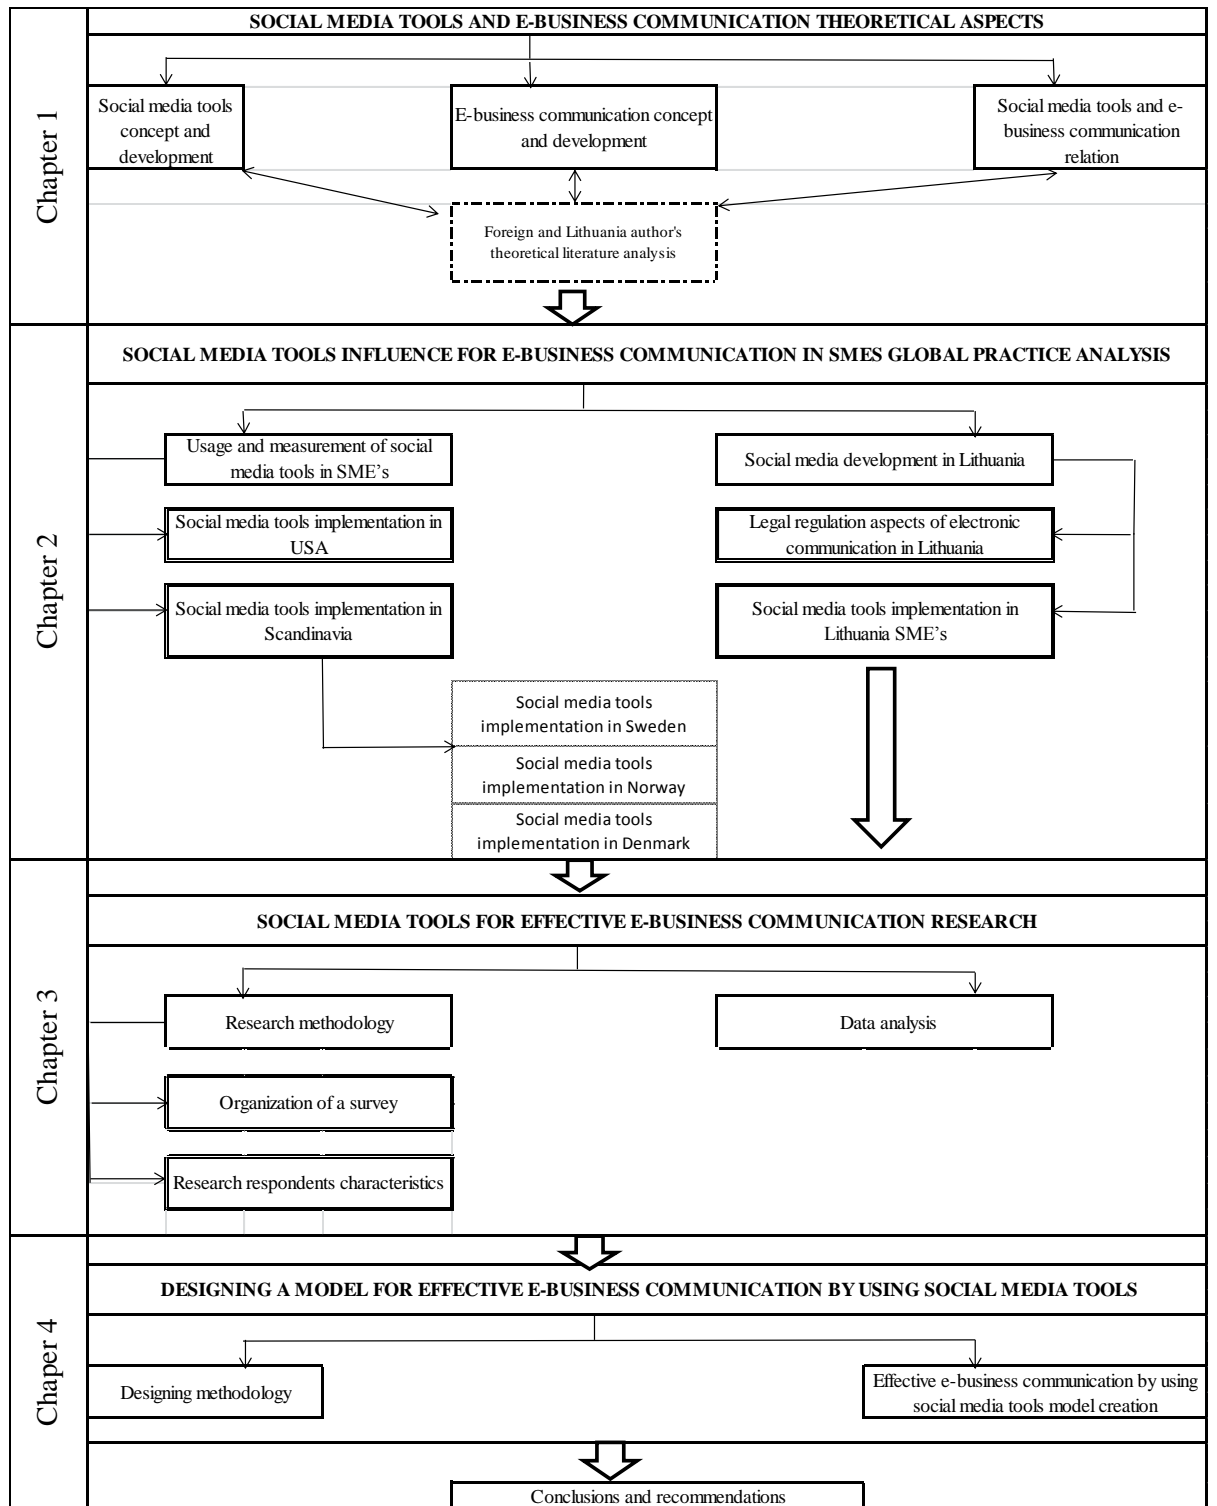 SOCIAL MEDIA TOOLS AND E-BUSINESS COMMUNICATION THEORETICAL ASPECTS
Chapter 1
Social media tools
concept and
development
E-business communication concept
and development
Social media tools and e-
business communication
relation
Foreign and Lithuania author's
theoretical literature analysis
SOCIAL MEDIA TOOLS INFLUENCE FOR E-BUSINESS COMMUNICATION IN SMES GLOBAL PRACTICE ANALYSIS
Chapter 2
Usage and measurement of social
media tools in SME’s
Social media development in Lithuania
Social media tools implementation in
USA
Legal regulation aspects of electronic
communication in Lithuania
Social media tools implementation in
Scandinavia
Social media tools implementation in
Lithuania SME’s
Social media tools
implementation in Sweden
Social media tools
implementation in Norway
Social media tools
implementation in Denmark
SOCIAL MEDIA TOOLS FOR EFFECTIVE E-BUSINESS COMMUNICATION RESEARCH
Chapter 3
Research methodology
Data analysis
Organization of a survey
Research respondents characteristics
DESIGNING A MODEL FOR EFFECTIVE E-BUSINESS COMMUNICATION BY USING SOCIAL MEDIA TOOLS
Chaper 4
Designing methodology
Effective e-business communication by using
social media tools model creation
Conclusions and recommendations